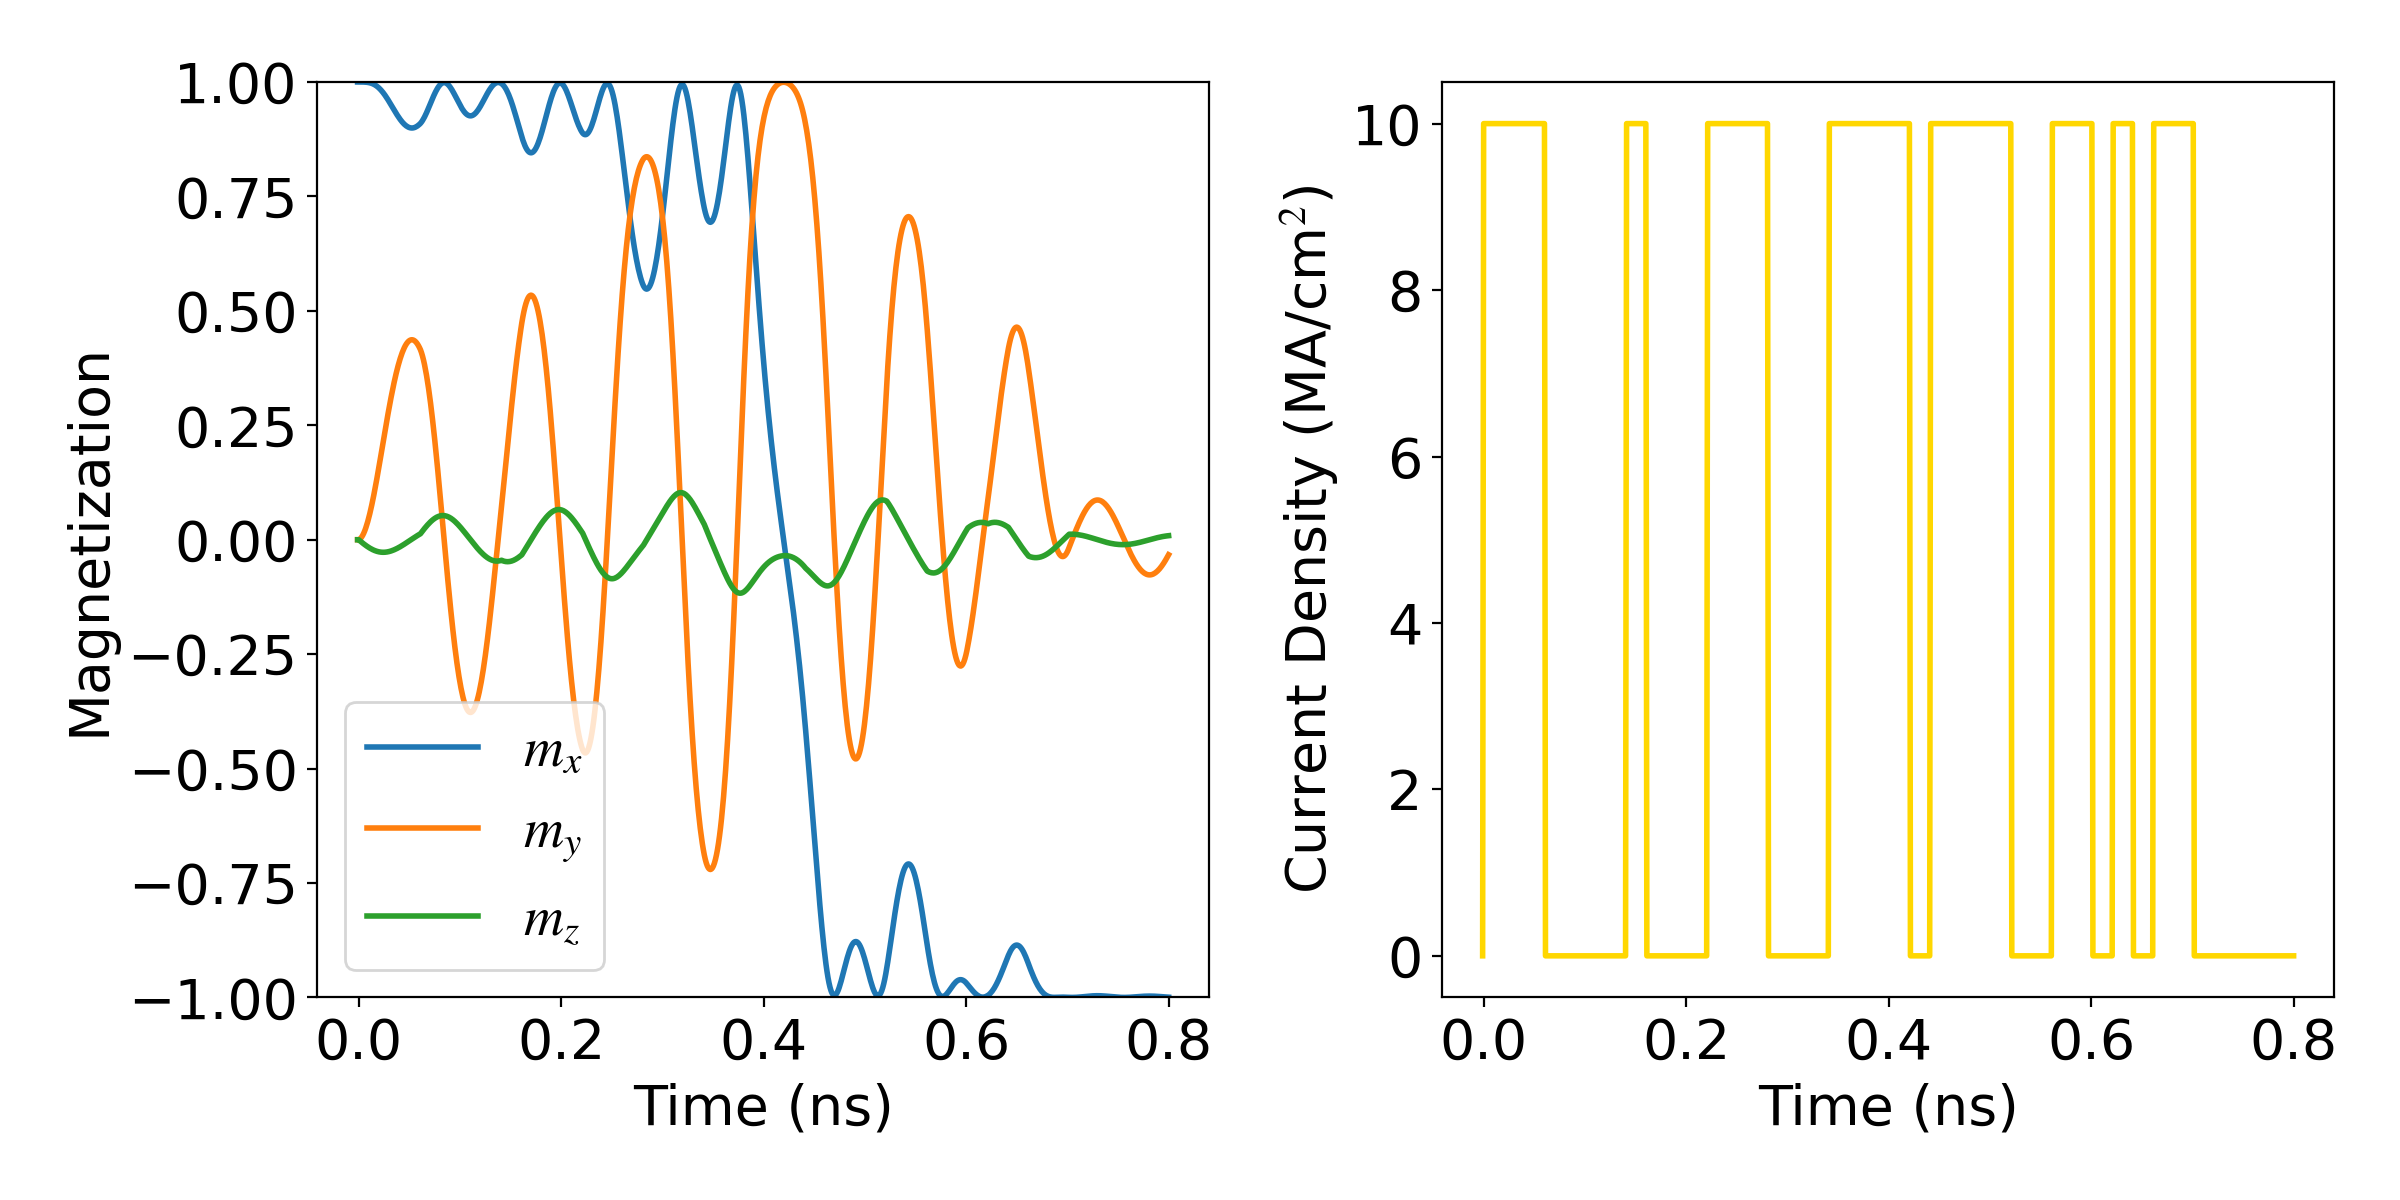 Magnetization
1.00
0.75
0.50
0.25
0.00
−0.25
−0.50
−0.75
−1.00
m_x
m_y
m_z
0.0 0.2 0.4 0.6 0.8
Time (ns)
Current Density (MA/cm²)
10
8
6
4
2
0
0.0 0.2 0.4 0.6 0.8
Time (ns)